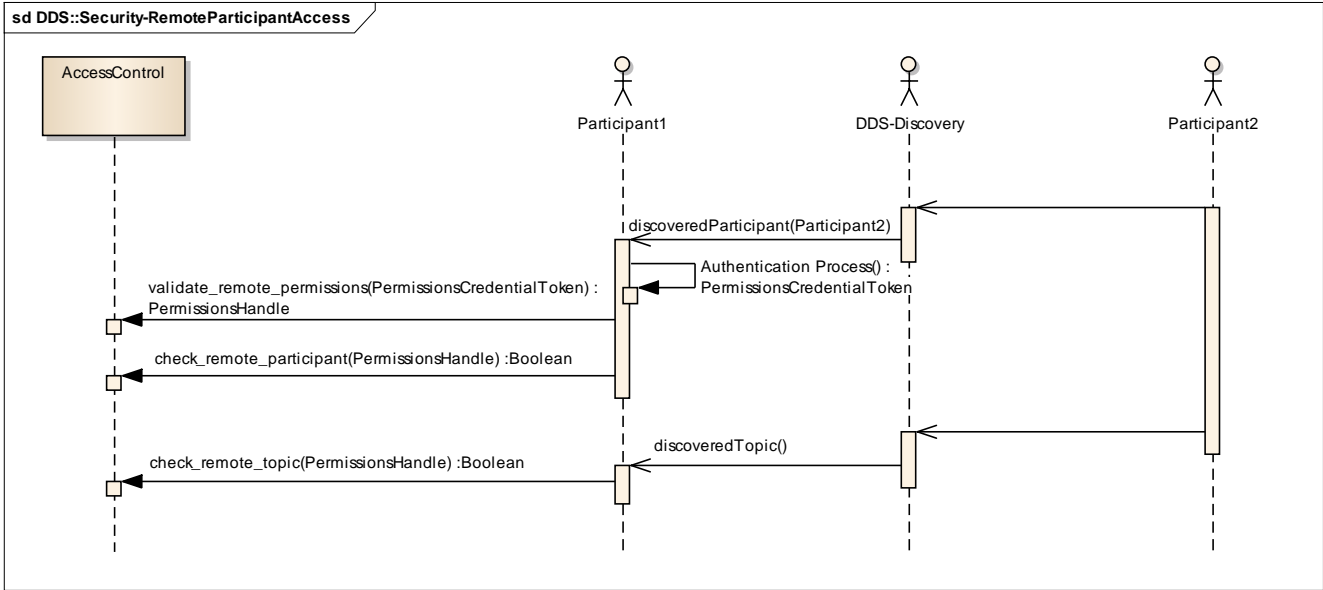 sd DDS::Security-RemoteParticipantAccess
AccessControl
Participant1
DDS-Discovery
Participant2
discoveredParticipant(Participant2)
Authentication Process() :
PermissionsCredentialToken
validate_remote_permissions(PermissionsCredentialToken) :
PermissionsHandle
check_remote_participant(PermissionsHandle) :Boolean
discoveredTopic()
check_remote_topic(PermissionsHandle) :Boolean